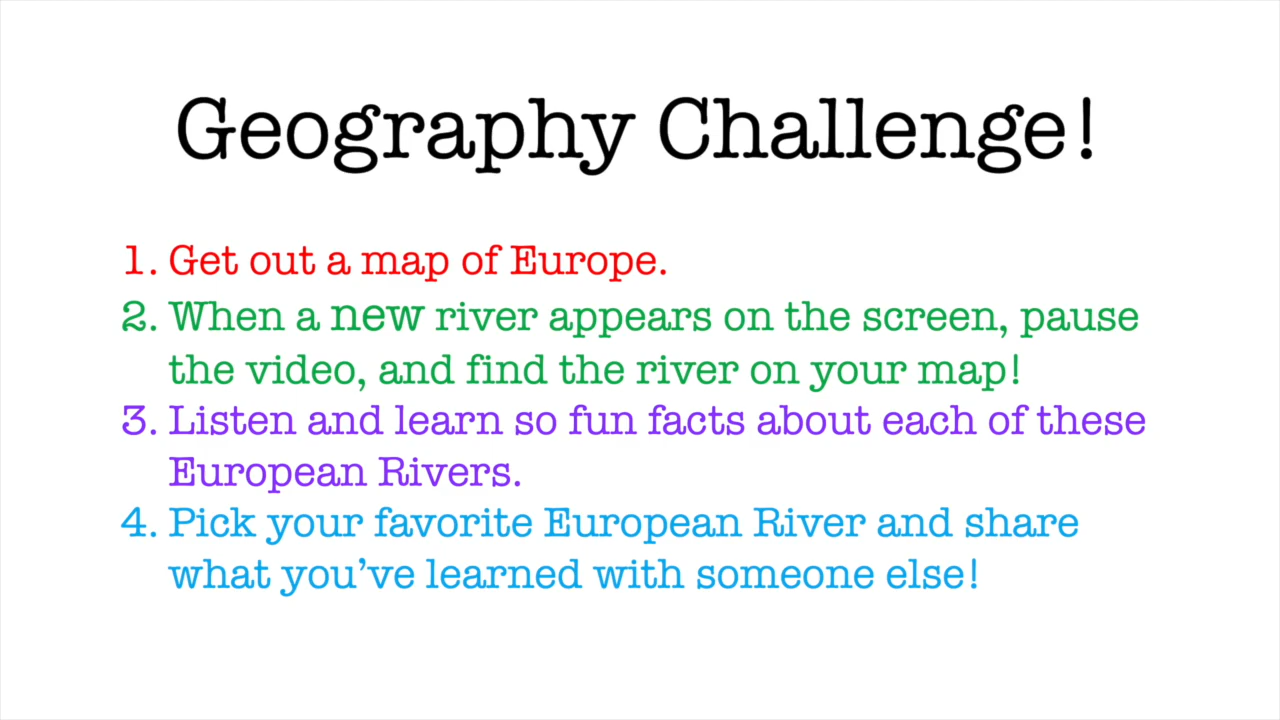 Geography Challenge!
1. Get out a map of Europe.
2. When a new river appears on the screen, pause
the video, and find the river on your map!
3. Listen and learn so fun facts about each of these
European Rivers.
4. Pick your favorite European River and share
what you’ve learned with someone else!